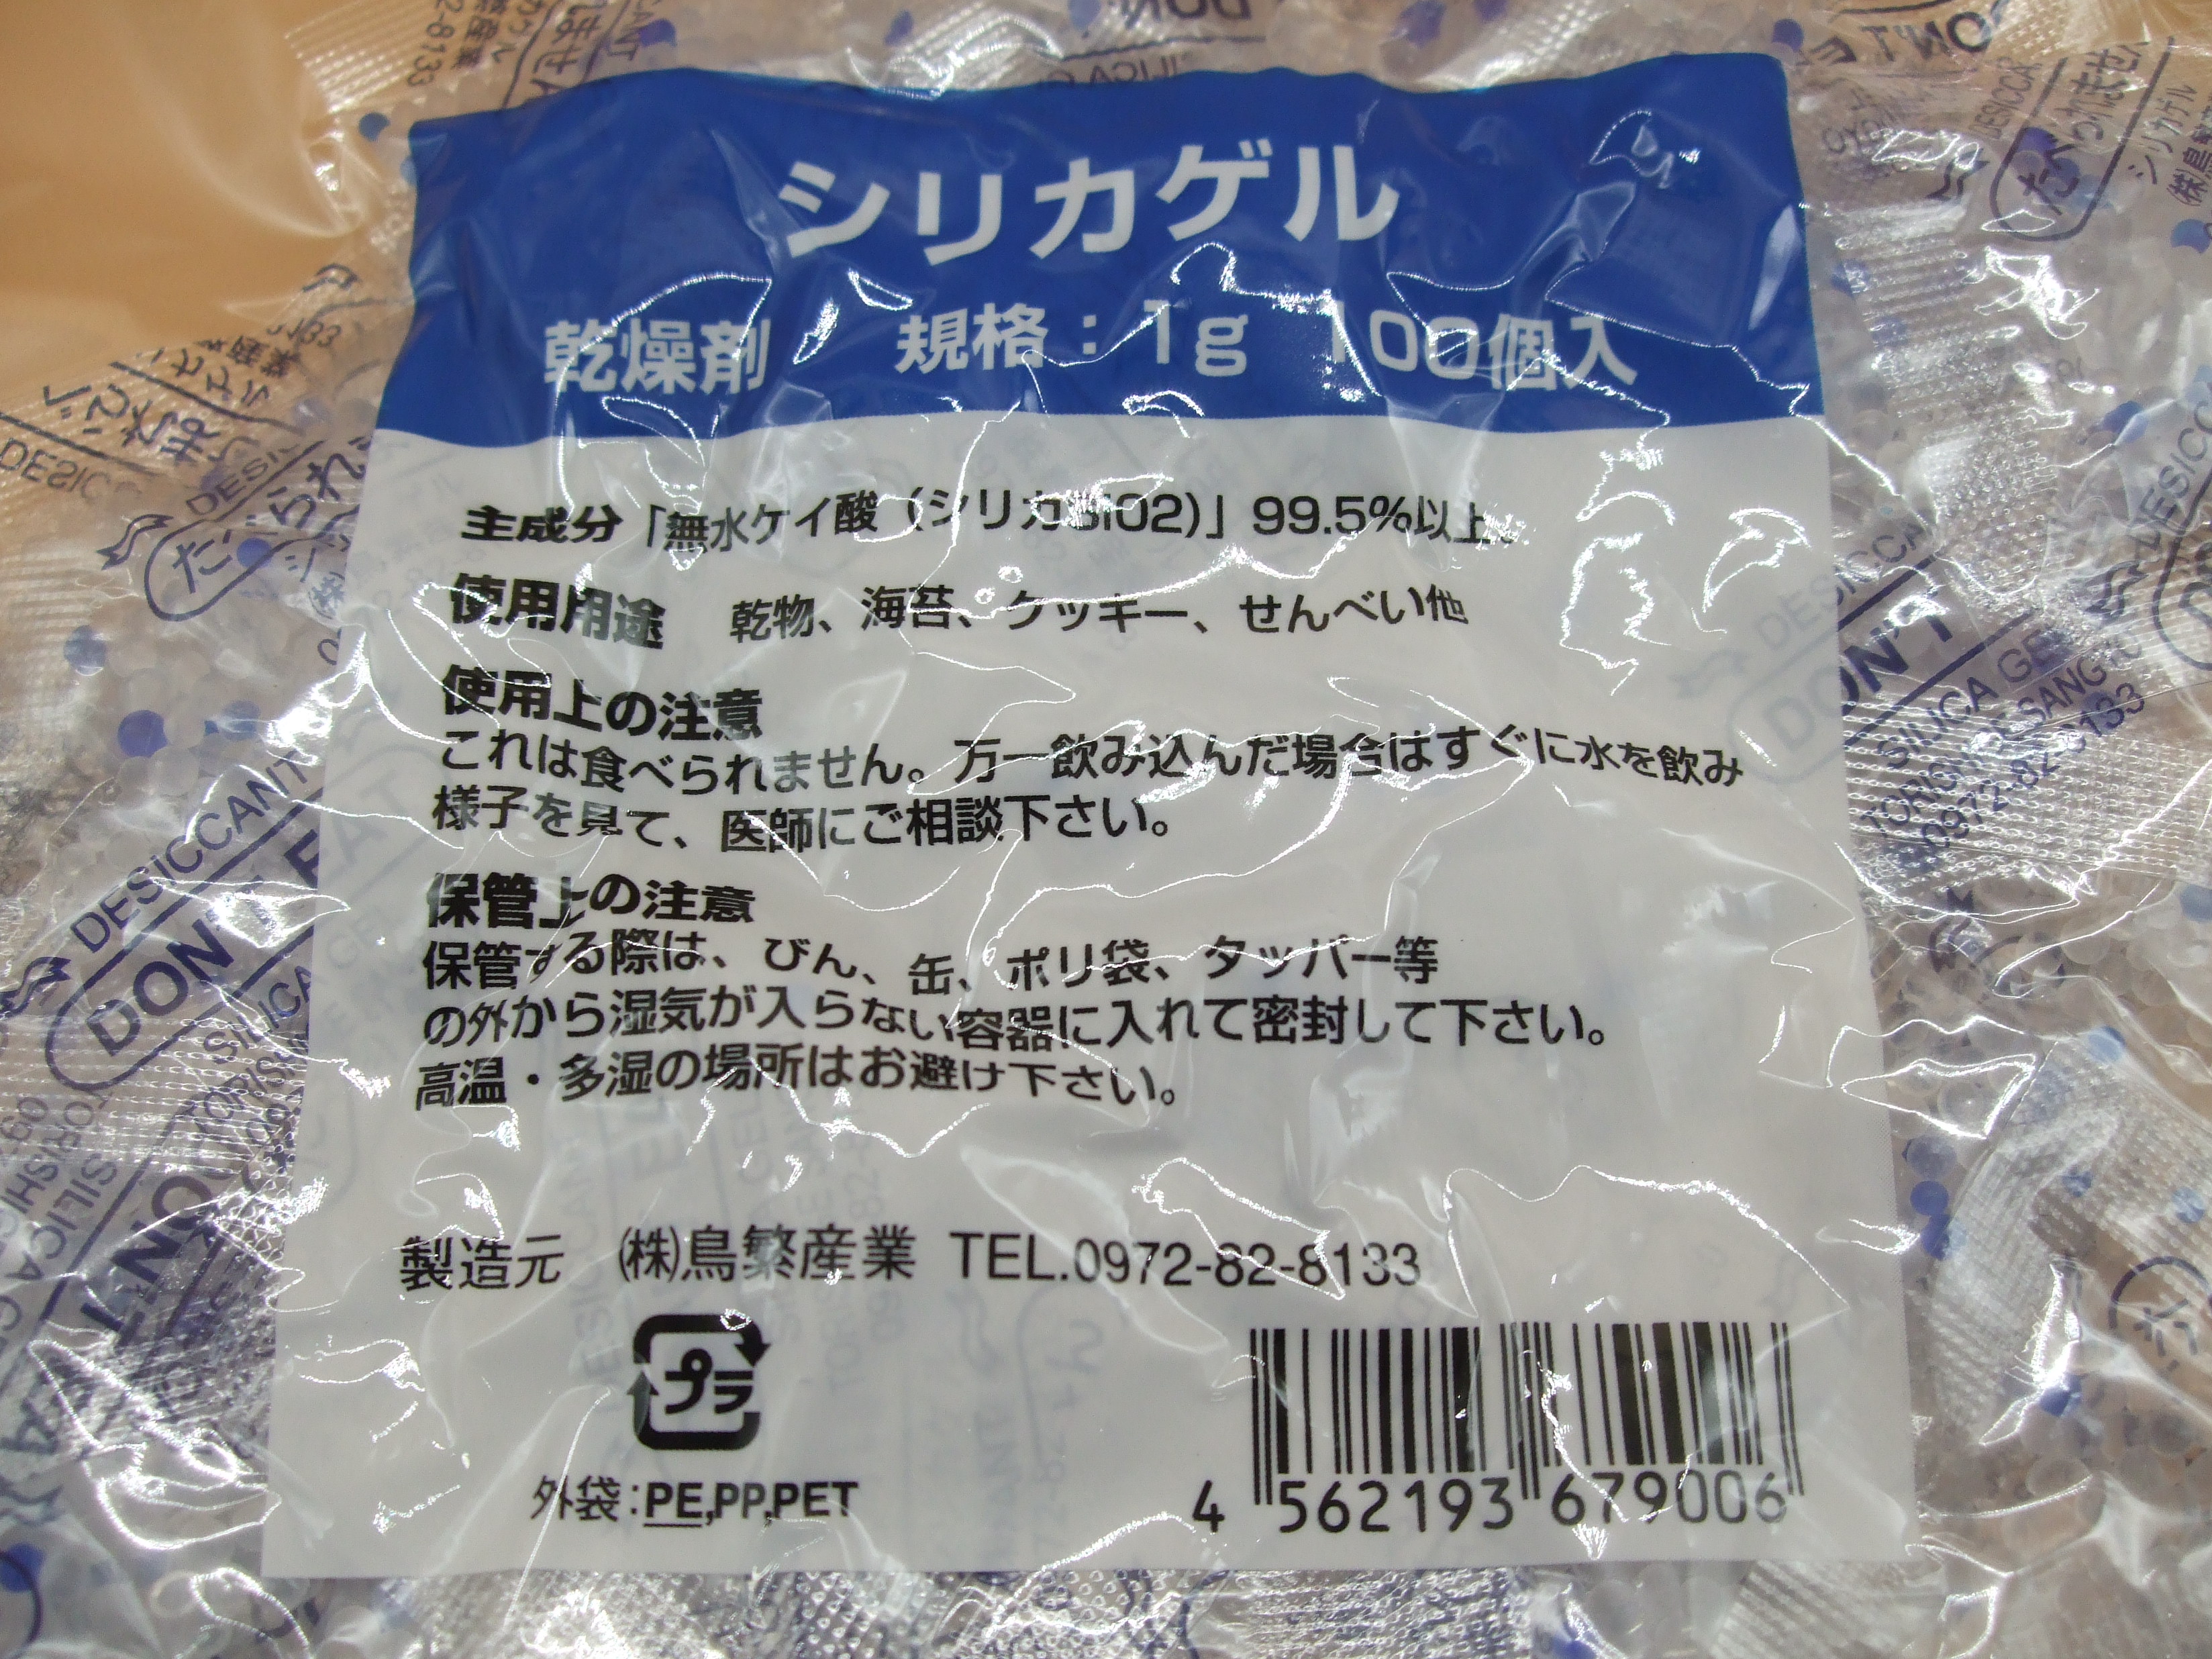 シリカゲル
乾燥剤 規格：1g 100個入
主成分「無水ケイ酸（シリカSiO2)」99.5%以上。
使用用途 乾物、海苔、クッキー、せんべい他
使用上の注意
これは食べられません。万一飲み込んだ場合はすぐに水を飲み
様子を見て、医師にご相談下さい。
保管上の注意
保管する際は、びん、缶、ポリ袋、タッパー等
の外から湿気が入らない容器に入れて密封して下さい。
高温・多湿の場所はお避け下さい。
製造元 (株)鳥繁産業 TEL.0972-82-8133
プラ
外袋:PE,PP,PET
4 562193 679006
DESICCANT
DON'T EAT
DESICCA
DON'T
SILICA GE
0972-82-8133